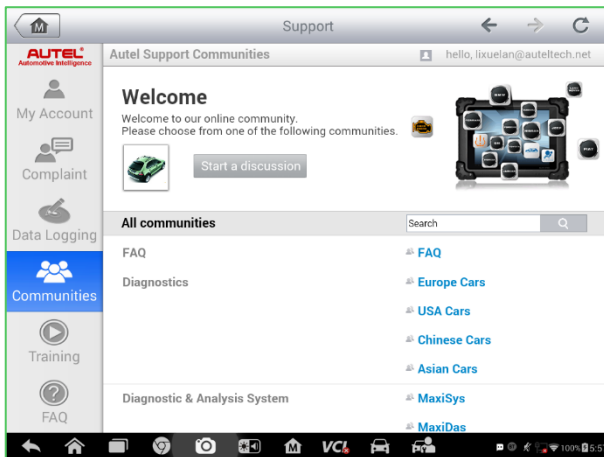 M
Support
AUTEL®
Automotive Intelligence
Autel Support Communities
hello, lixuelan@auteltech.net
My Account
Complaint
Data Logging
Communities
Training
FAQ
Welcome
Welcome to our online community.
Please choose from one of the following communities.
Start a discussion
All communities
Search
FAQ
FAQ
Diagnostics
Europe Cars
USA Cars
Chinese Cars
Asian Cars
Diagnostic & Analysis System
MaxiSys
MaxiDas
M
VCI
100%
5:5